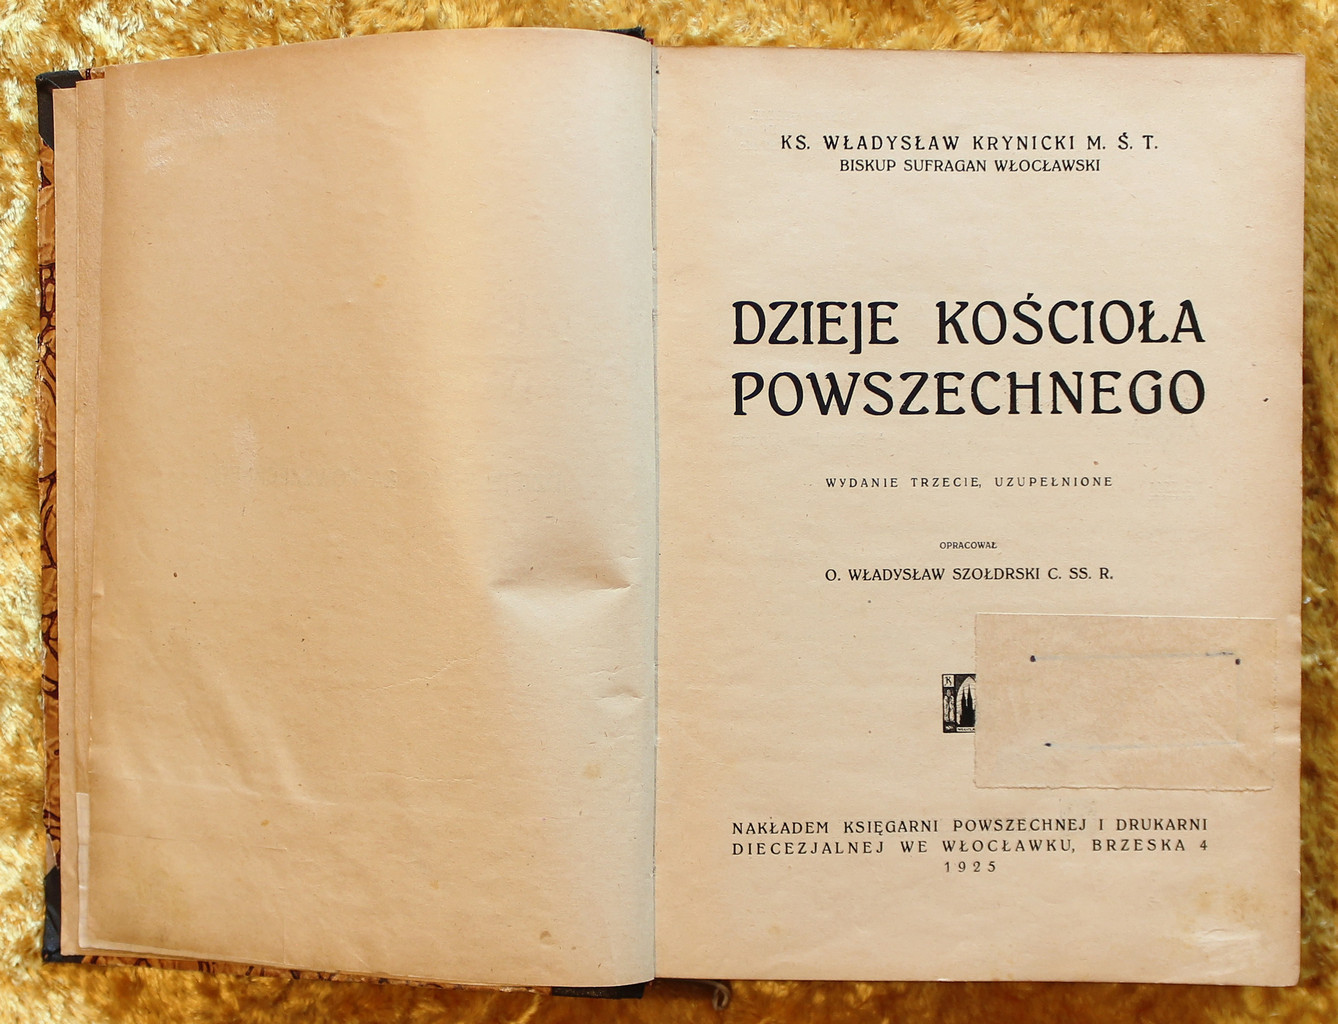 KS. WŁADYSŁAW KRYNICKI M. Ś. T.
BISKUP SUFRAGAN WŁOCŁAWSKI
DZIEJE KOŚCIOŁA
POWSZECHNEGO
WYDANIE TRZECIE, UZUPEŁNIONE
OPRACOWAŁ
O. WŁADYSŁAW SZOŁDRSKI C. SS. R.
K
NAKŁADEM KSIĘGARNI POWSZECHNEJ I DRUKARNI
DIECEZJALNEJ WE WŁOCŁAWKU, BRZESKA 4
1925